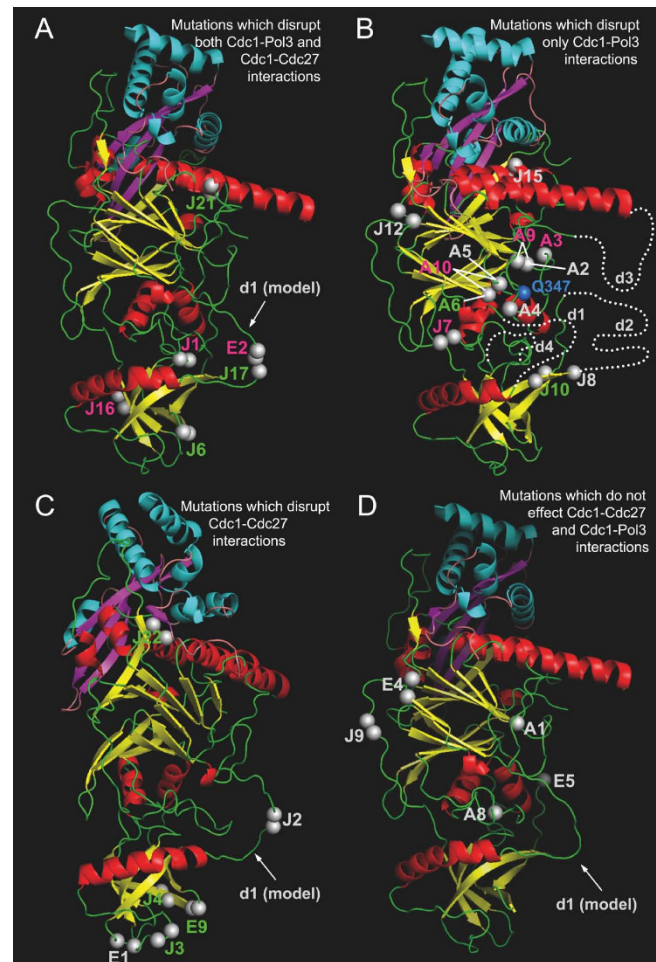 A
Mutations which disrupt
both Cdc1-Pol3 and
Cdc1-Cdc27
interactions
J21
d1 (model)
J1
E2
J17
J16
J6
B
Mutations which disrupt
only Cdc1-Pol3
interactions
J15
J12
A9
A3
A5
A10
A2
d3
Q347
A6
A4
d1
d2
J7
d4
J8
J10
C
Mutations which disrupt
Cdc1-Cdc27
interactions
J22
J2
d1 (model)
J4
E9
J3
E1
D
Mutations which do not
effect Cdc1-Cdc27
and Cdc1-Pol3
interactions
E4
J9
A1
E5
A8
d1 (model)